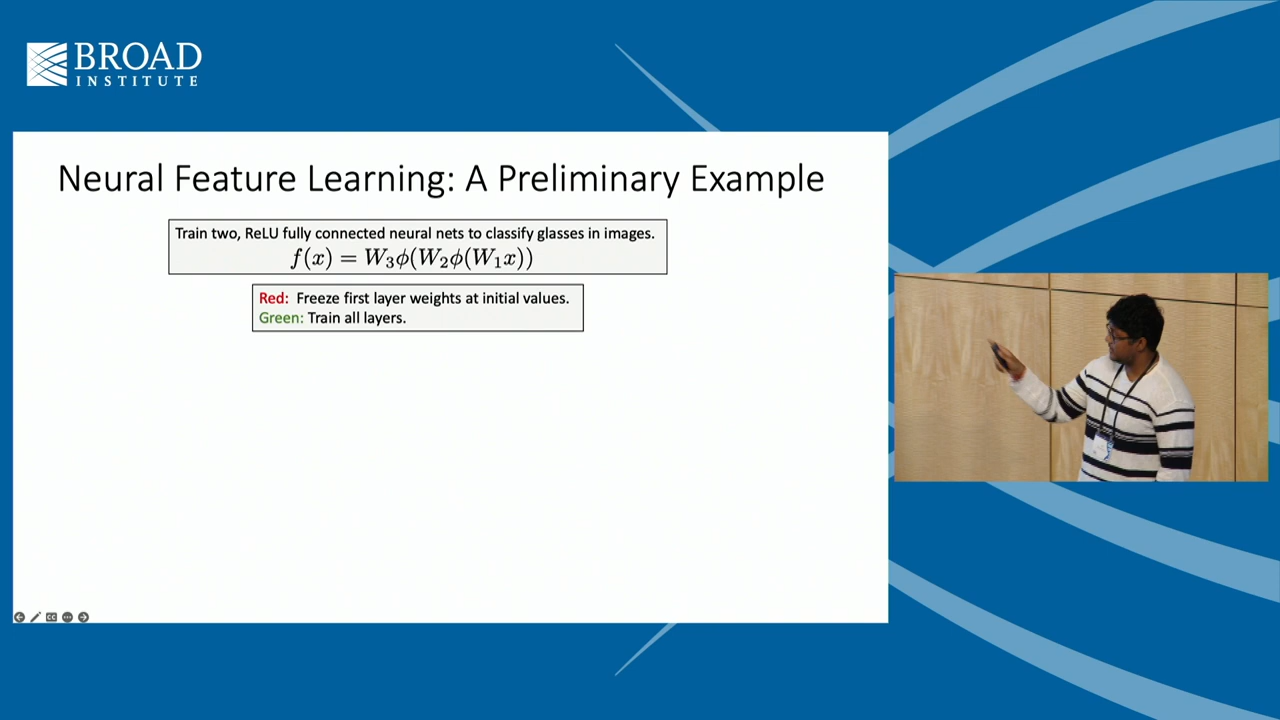 BROAD
INSTITUTE
Neural Feature Learning: A Preliminary Example
Train two, ReLU fully connected neural nets to classify glasses in images.
f(x) = W₃ϕ(W₂ϕ(W₁x))
Red: Freeze first layer weights at initial values.
Green: Train all layers.